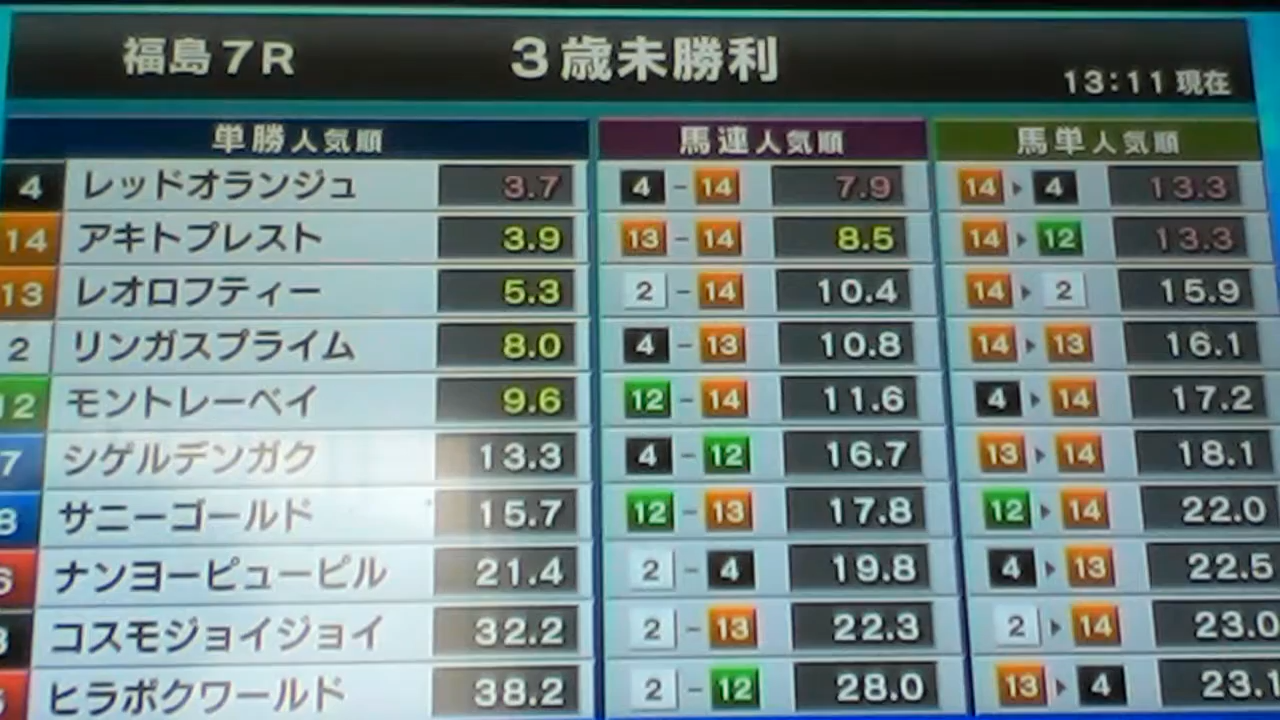 福島7R 3歳未勝利 13:11 現在
単勝人気順 馬連人気順 馬単人気順
4 レッドオランジュ 3.7 4-14 7.9 14▸4 13.3
14 アキトプレスト 3.9 13-14 8.5 14▸12 13.3
13 レオロフティー 5.3 2-14 10.4 14▸2 15.9
2 リンガスプライム 8.0 4-13 10.8 14▸13 16.1
12 モントレーベイ 9.6 12-14 11.6 4▸14 17.2
7 シゲルデンガク 13.3 4-12 16.7 13▸14 18.1
8 サニーゴールド 15.7 12-13 17.8 12▸14 22.0
6 ナンヨーピューピル 21.4 2-4 19.8 4▸13 22.5
コスモジョイジョイ 32.2 2-13 22.3 2▸14 23.0
ヒラボクワールド 38.2 2-12 28.0 13▸4 23.1